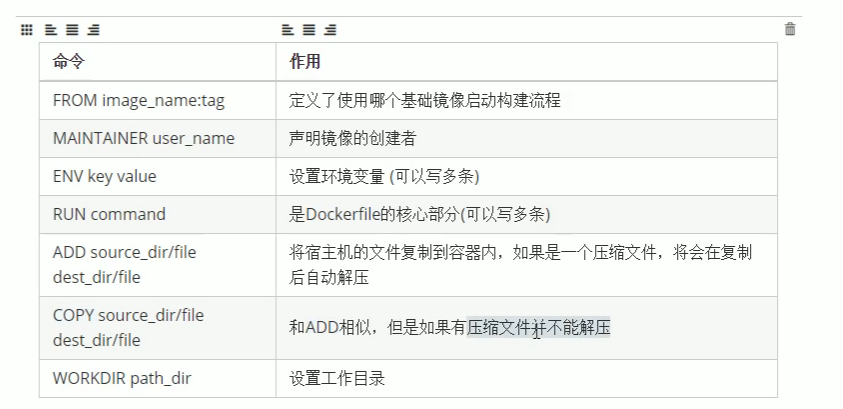 命令 作用
FROM image_name:tag 定义了使用哪个基础镜像启动构建流程
MAINTAINER user_name 声明镜像的创建者
ENV key value 设置环境变量 (可以写多条)
RUN command 是Dockerfile的核心部分(可以写多条)
ADD source_dir/file
dest_dir/file
将宿主机的文件复制到容器内，如果是一个压缩文件，将会在复制
后自动解压
COPY source_dir/file
dest_dir/file
和ADD相似，但是如果有压缩文件并不能解压
WORKDIR path_dir 设置工作目录